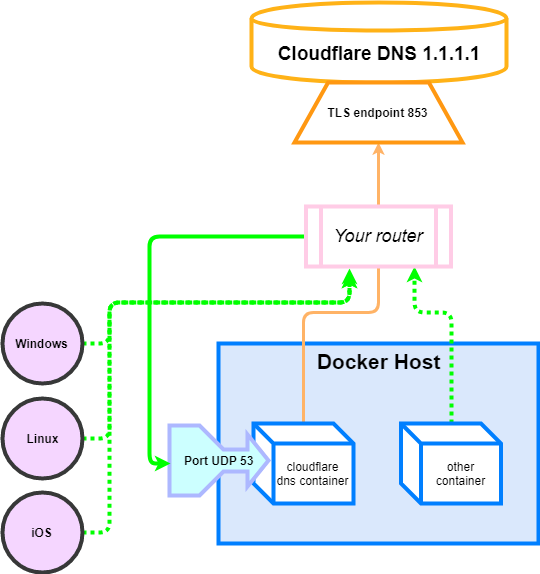 Cloudflare DNS 1.1.1.1
TLS endpoint 853
Your router
Windows
Docker Host
Linux
Port UDP 53
cloudflare
dns container
other
container
iOS